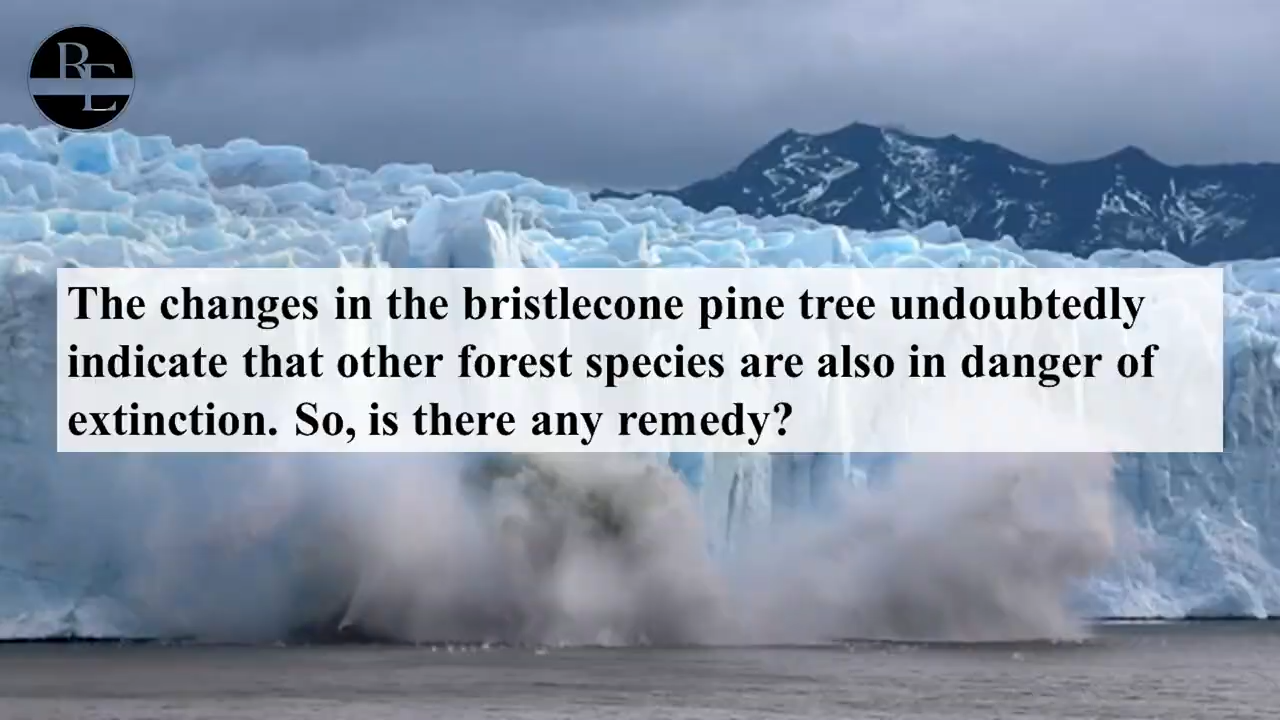 RE
The changes in the bristlecone pine tree undoubtedly
indicate that other forest species are also in danger of
extinction. So, is there any remedy?